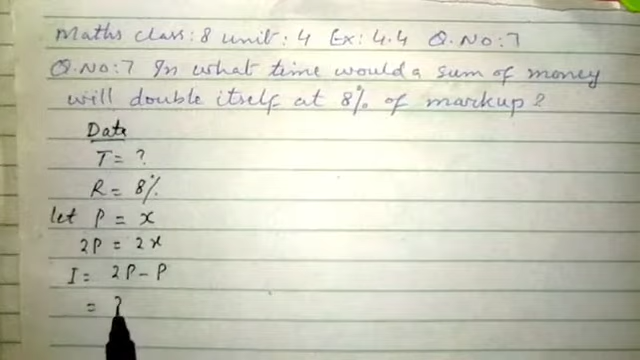 Maths class: 8 unit: 4 Ex: 4.4 Q.No:7
Q.No:7 In what time would a sum of money
will double itself at 8% of markup?
Data
T = ?
R = 8%
let P = x
2P = 2x
I = 2P - P
=